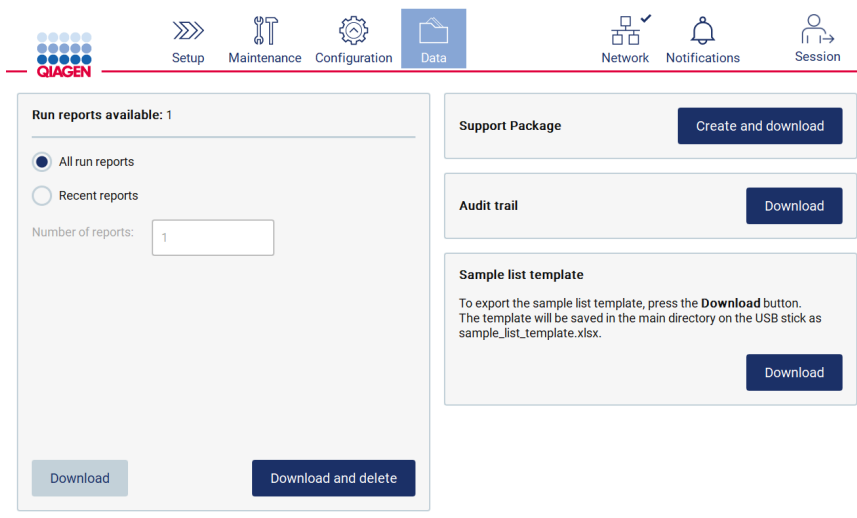 QIAGEN
Setup
Maintenance
Configuration
Data
Network
Notifications
Session
Run reports available: 1
All run reports
Recent reports
Number of reports:
1
Download
Download and delete
Support Package
Create and download
Audit trail
Download
Sample list template
To export the sample list template, press the Download button.
The template will be saved in the main directory on the USB stick as
sample_list_template.xlsx.
Download